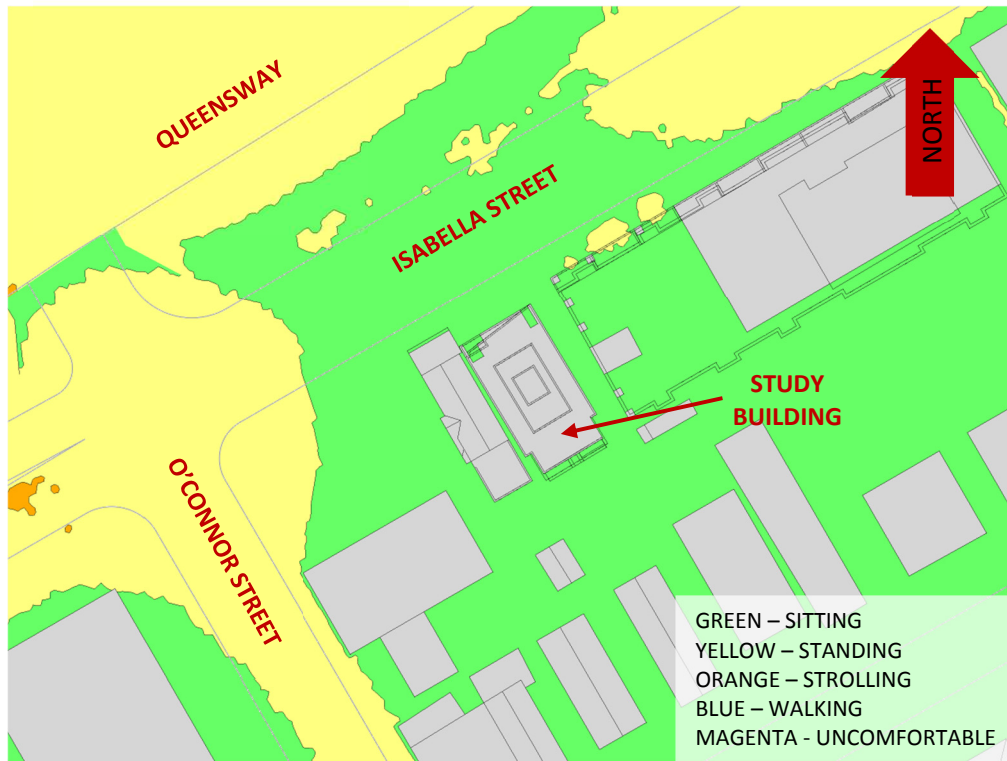 QUEENSWAY
NORTH
ISABELLA STREET
STUDY
BUILDING
O'CONNOR STREET
GREEN – SITTING
YELLOW – STANDING
ORANGE – STROLLING
BLUE – WALKING
MAGENTA - UNCOMFORTABLE